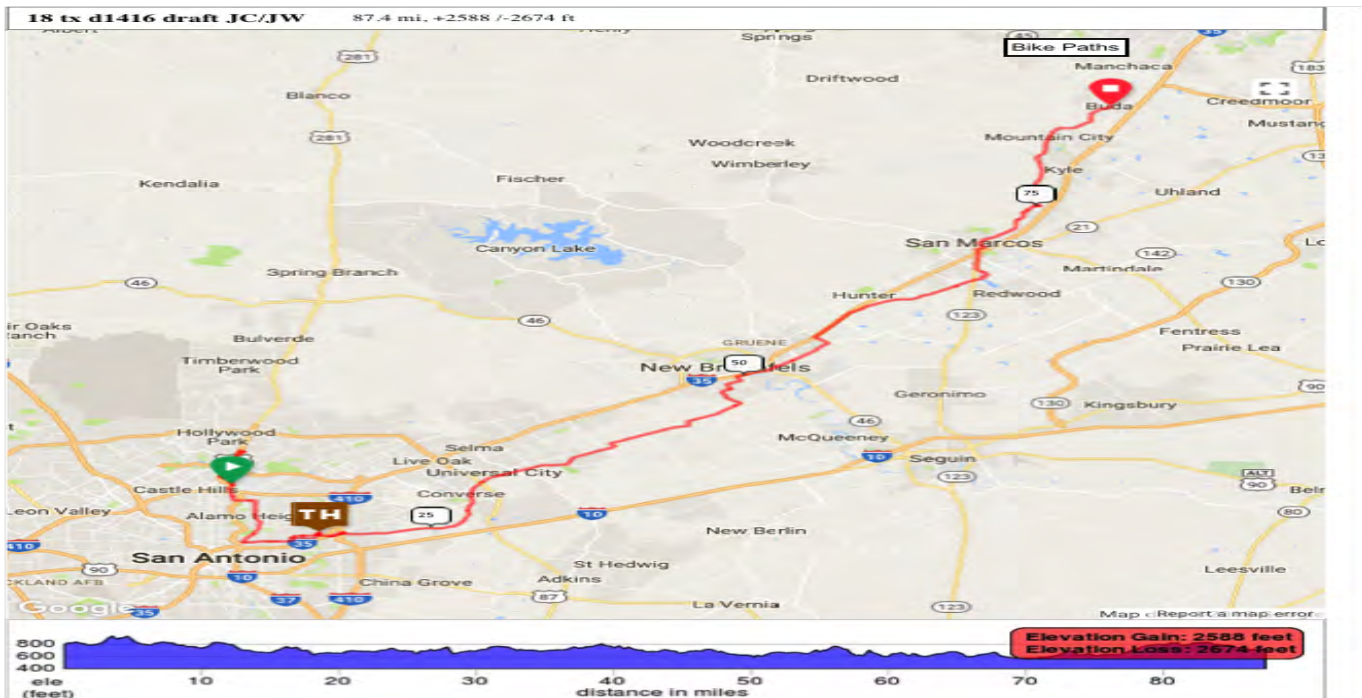 18 tx d1416 draft JC/JW 87.4 mi, +2588 /-2674 ft
281
Springs
45
35
Bike Paths
Manchaca
183
Driftwood
Blanco
Buda
Creedmoor
Mustang
281
Mountain City
Woodcreek
Wimberley
Kyle
Kendalia
Fischer
75
Uhland
21
Canyon Lake
San Marcos
142
Spring Branch
Martindale
46
Hunter
Redwood
130
46
123
Fentress
Bulverde
GRUENE
Prairie Lea
Timberwood
Park
50
New Br fels
35
90
Geronimo
130
Kingsbury
Hollywood
Park
46
McQueeney
Selma
Live Oak
10
Seguin
Universal City
ALT
90
Castle Hills
123
410
Converse
Leon Valley
Alamo Heig
TH
25
10
80
New Berlin
410
35
San Antonio
St Hedwig
90
10
Leesville
CKLAND AFB
China Grove
Adkins
37
410
87
La Vernia
123
Google
35
Report a map error
800
600
400
ele
(feet)
10
20
30
40
50
60
70
80
distance in miles
Elevation Gain: 2588 feet
Elevation Loss: 2674 feet